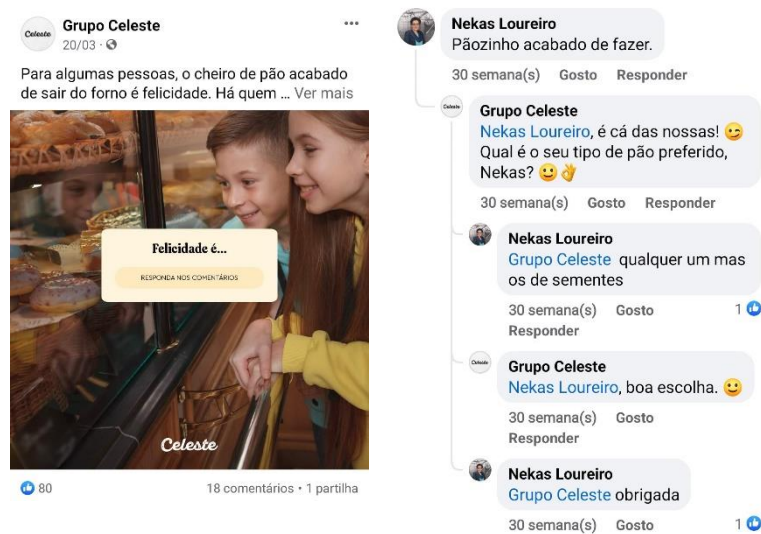 Celeste
Grupo Celeste
20/03 ·
Para algumas pessoas, o cheiro de pão acabado
de sair do forno é felicidade. Há quem ... Ver mais
Felicidade é...
RESPONDA NOS COMENTÁRIOS
Celeste
80
18 comentários • 1 partilha
Nekas Loureiro
Pãozinho acabado de fazer.
30 semana(s) Gosto Responder
Celeste
Grupo Celeste
Nekas Loureiro, é cá das nossas! 😉
Qual é o seu tipo de pão preferido,
Nekas? 😀👌
30 semana(s) Gosto Responder
Nekas Loureiro
Grupo Celeste qualquer um mas
os de sementes
30 semana(s) Gosto 1
Responder
Celeste
Grupo Celeste
Nekas Loureiro, boa escolha. 🙂
30 semana(s) Gosto
Responder
Nekas Loureiro
Grupo Celeste obrigada
30 semana(s) Gosto 1